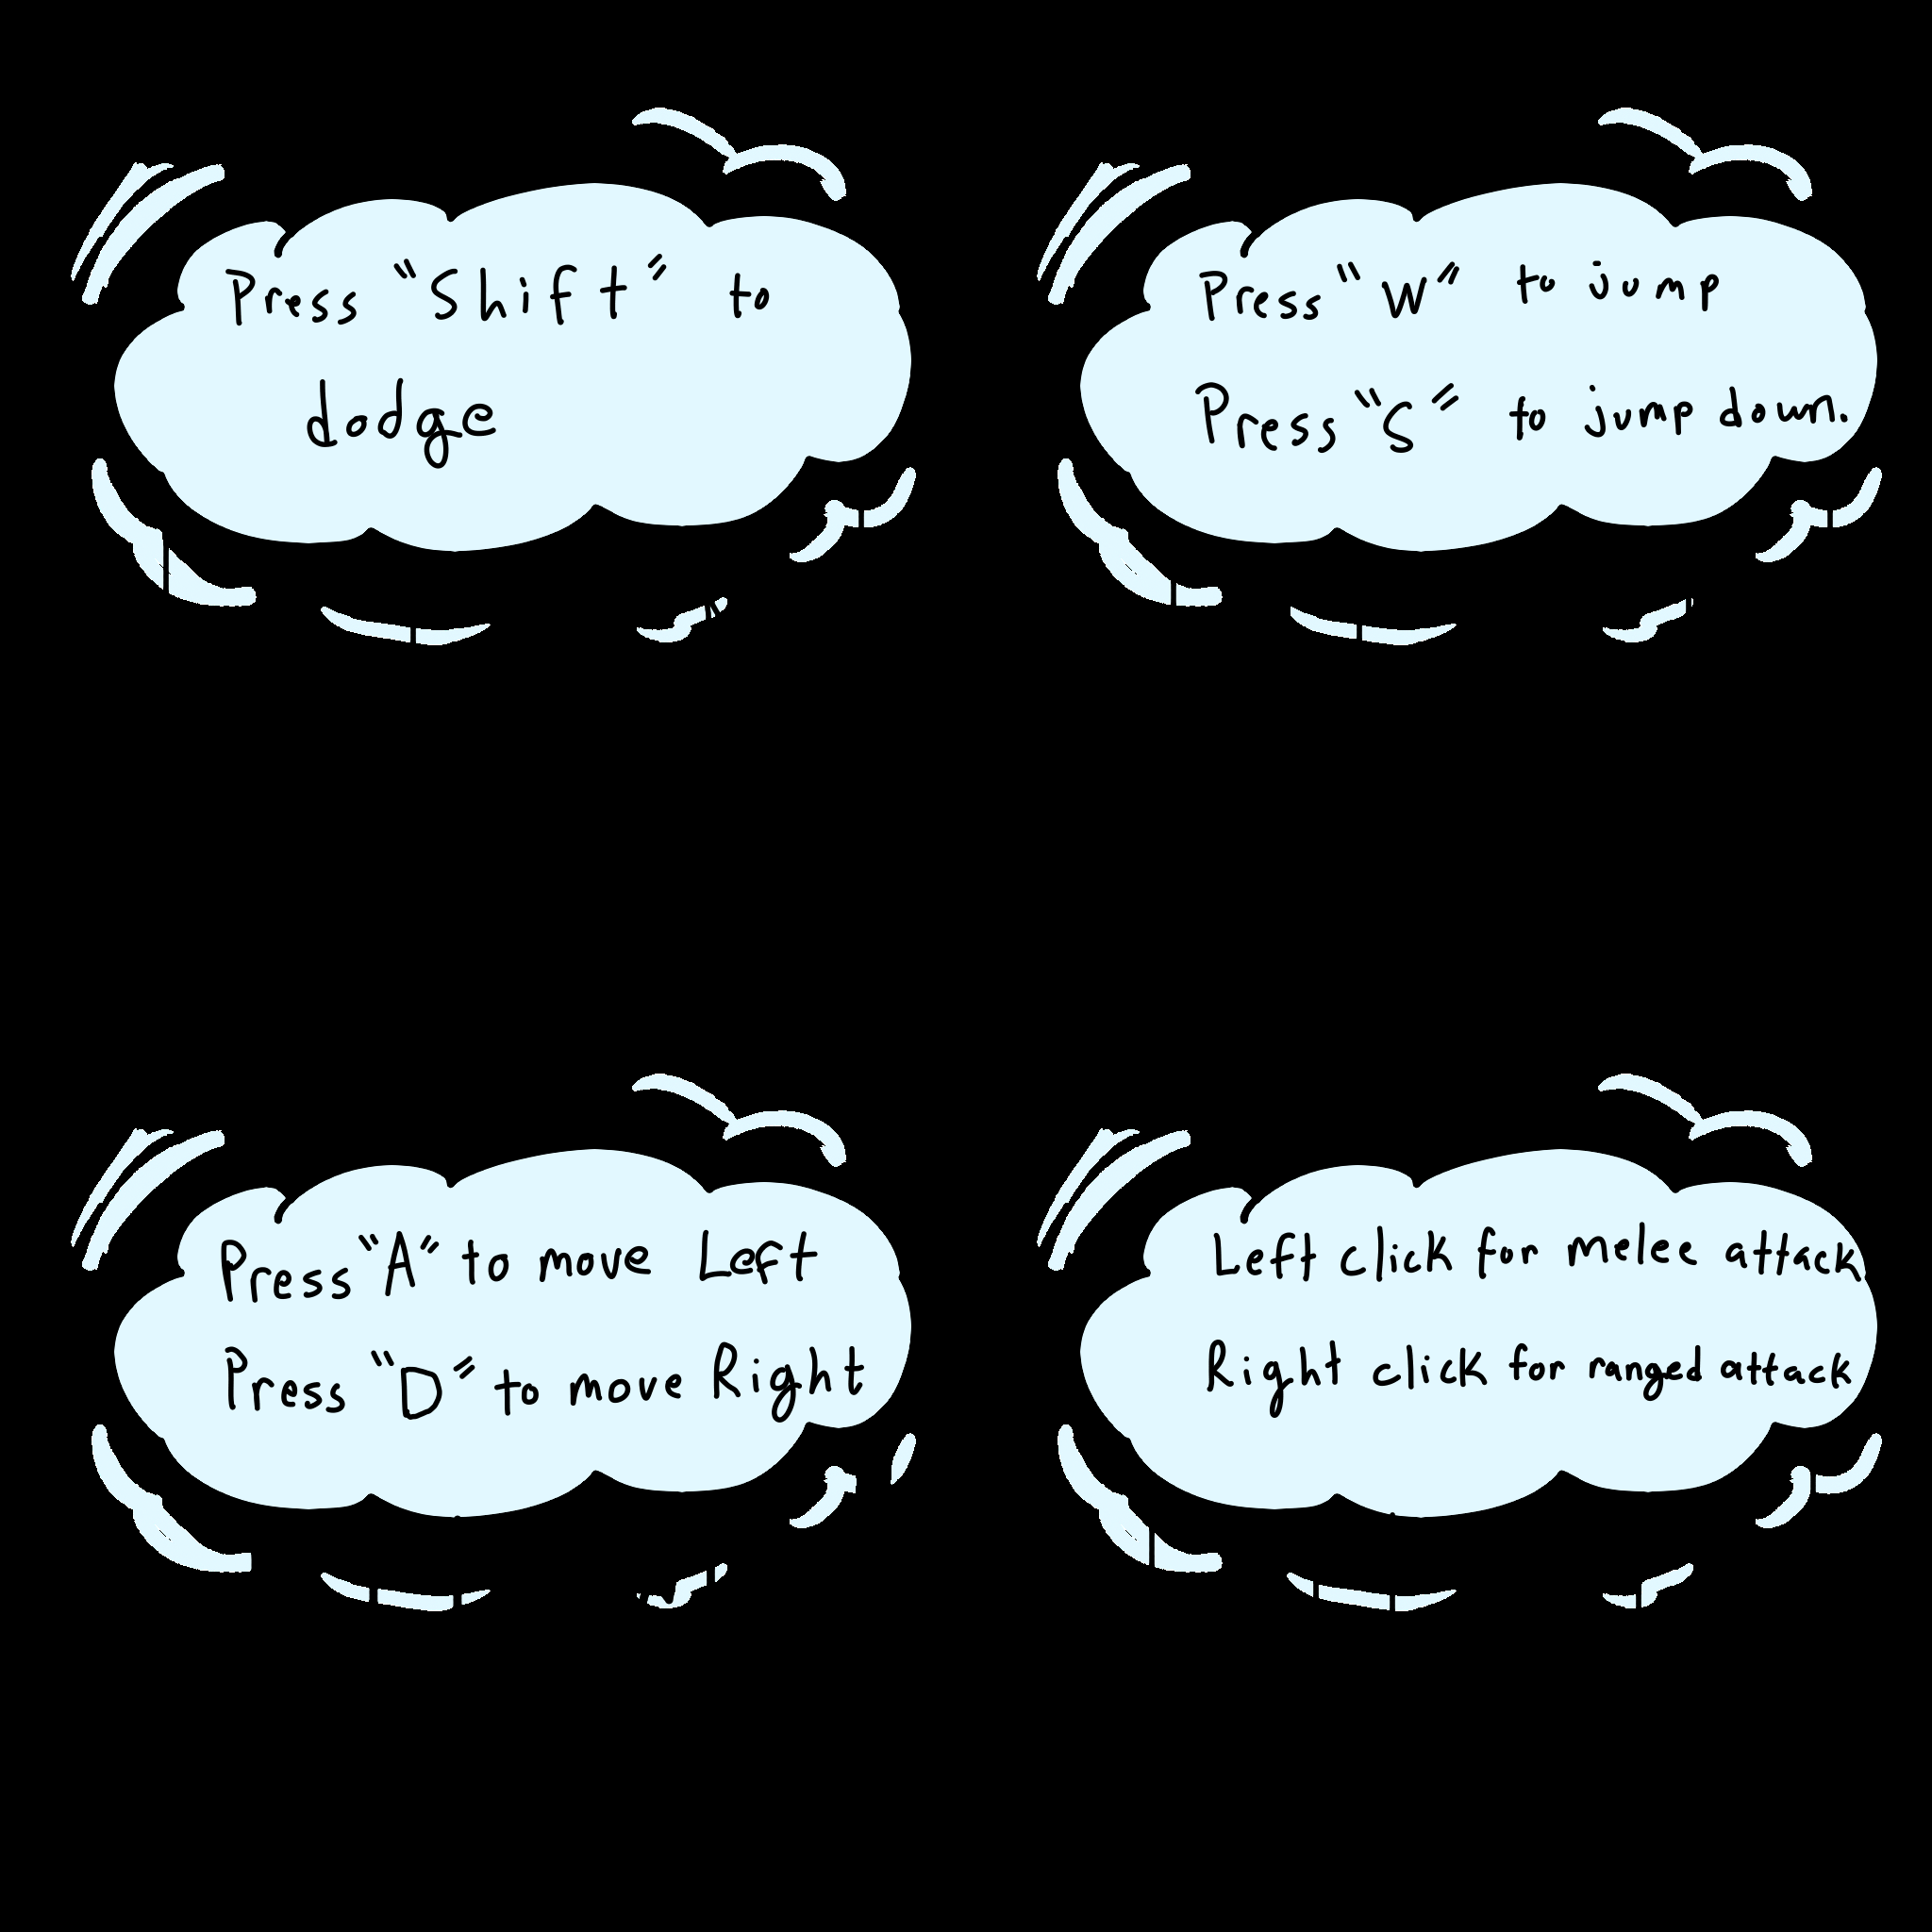 Press "Shift" to
dodge
Press "W" to jump
Press "S" to jump down.
Press "A" to move Left
Press "D" to move Right
Left click for melee attack
Right click for ranged attack